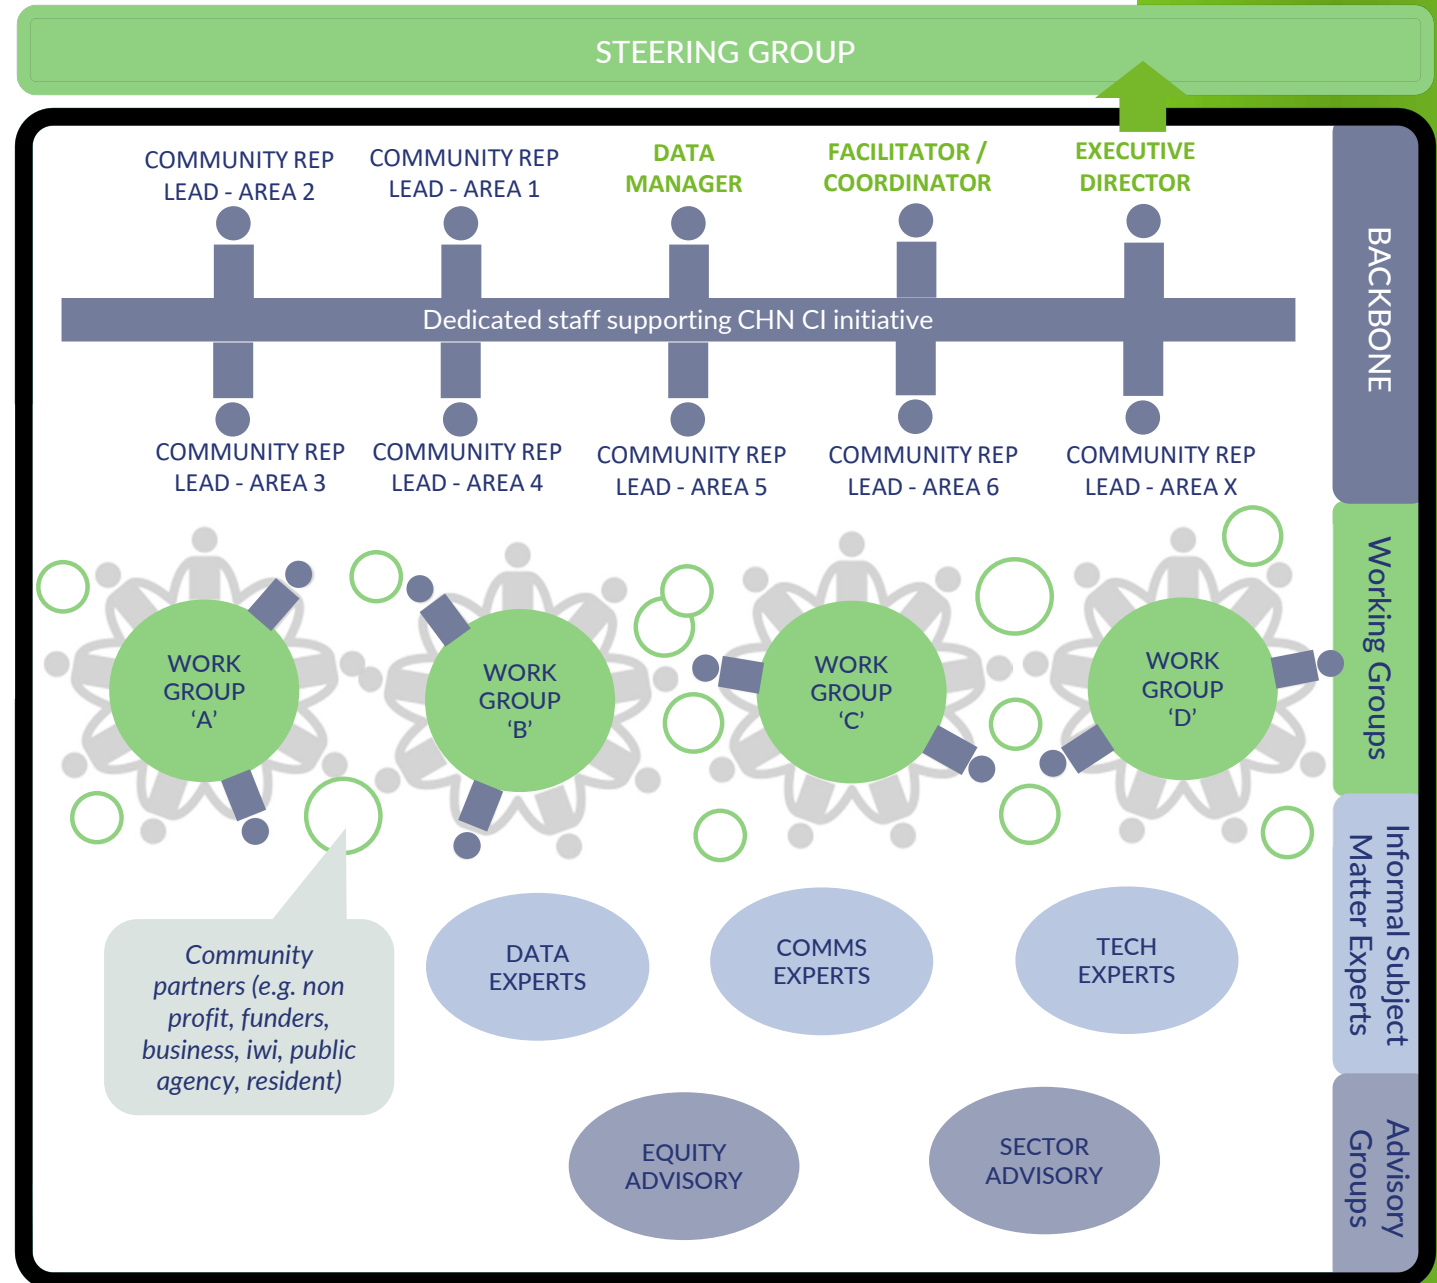 STEERING GROUP
COMMUNITY REP
LEAD - AREA 2
COMMUNITY REP
LEAD - AREA 1
DATA
MANAGER
FACILITATOR /
COORDINATOR
EXECUTIVE
DIRECTOR
Dedicated staff supporting CHN CI initiative
COMMUNITY REP
LEAD - AREA 3
COMMUNITY REP
LEAD - AREA 4
COMMUNITY REP
LEAD - AREA 5
COMMUNITY REP
LEAD - AREA 6
COMMUNITY REP
LEAD - AREA X
BACKBONE
WORK
GROUP
‘A’
WORK
GROUP
‘B’
WORK
GROUP
‘C’
WORK
GROUP
‘D’
Working Groups
Community
partners (e.g. non
profit, funders,
business, iwi, public
agency, resident)
DATA
EXPERTS
COMMS
EXPERTS
TECH
EXPERTS
Informal Subject
Matter Experts
EQUITY
ADVISORY
SECTOR
ADVISORY
Advisory
Groups